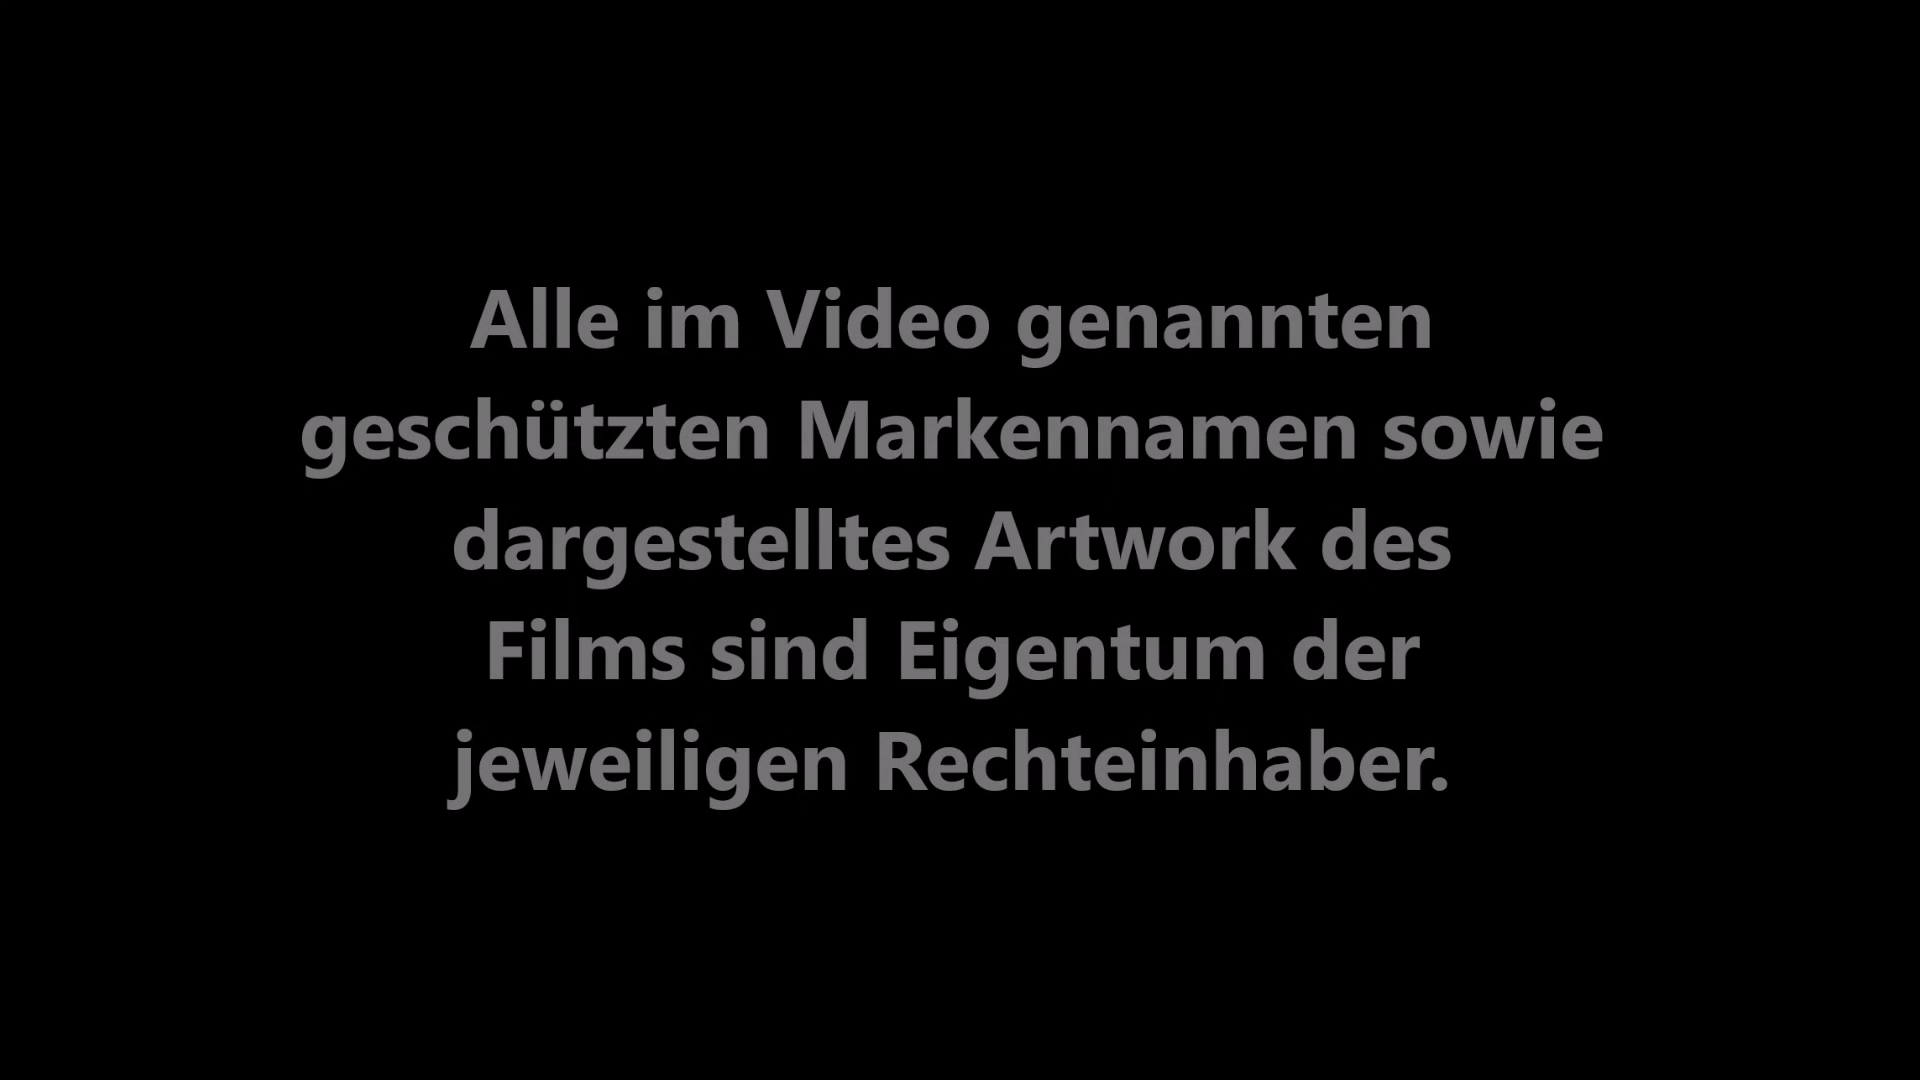 Alle im Video genannten
geschützten Markennamen sowie
dargestelltes Artwork des
Films sind Eigentum der
jeweiligen Rechteinhaber.